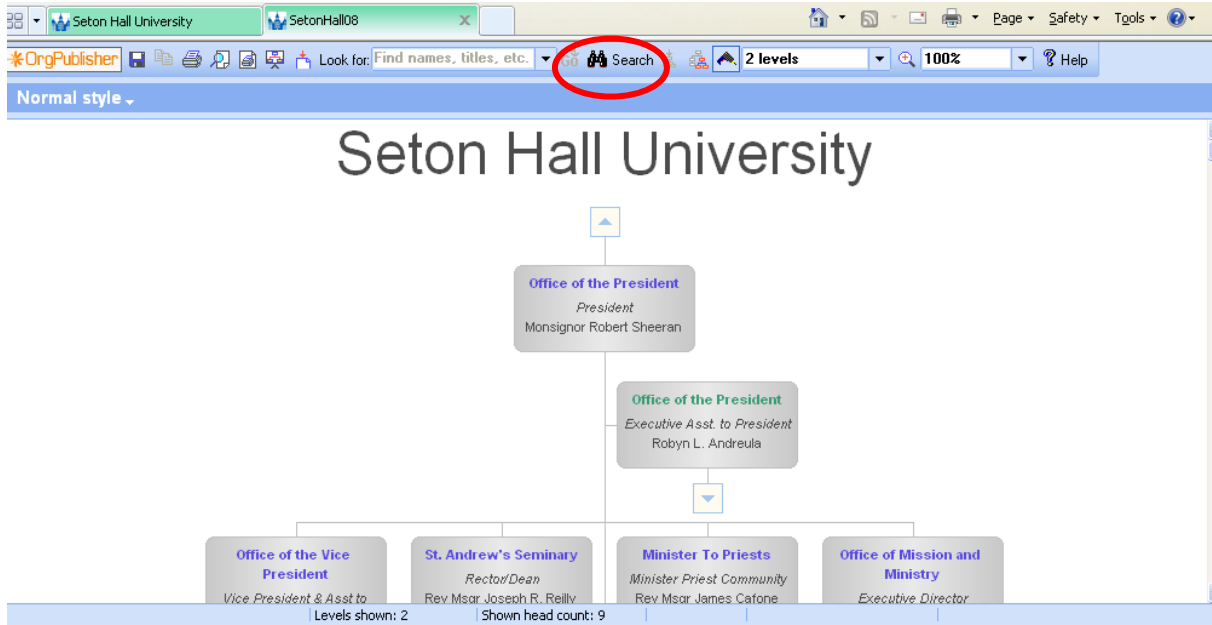 Seton Hall University
SetonHall08
X
Page
Safety
Tools
OrgPublisher
Look for:
Find names, titles, etc.
Search
2 levels
100%
Help
Normal style
Seton Hall University
Office of the President
President
Monsignor Robert Sheeran
Office of the President
Executive Asst. to President
Robyn L. Andreula
Office of the Vice
President
Vice President & Asst to
St. Andrew's Seminary
Rector/Dean
Rev Msgr Joseph R. Reilly
Minister To Priests
Minister Priest Community
Rev Msgr James Cafone
Office of Mission and
Ministry
Executive Director
Levels shown: 2
Shown head count: 9